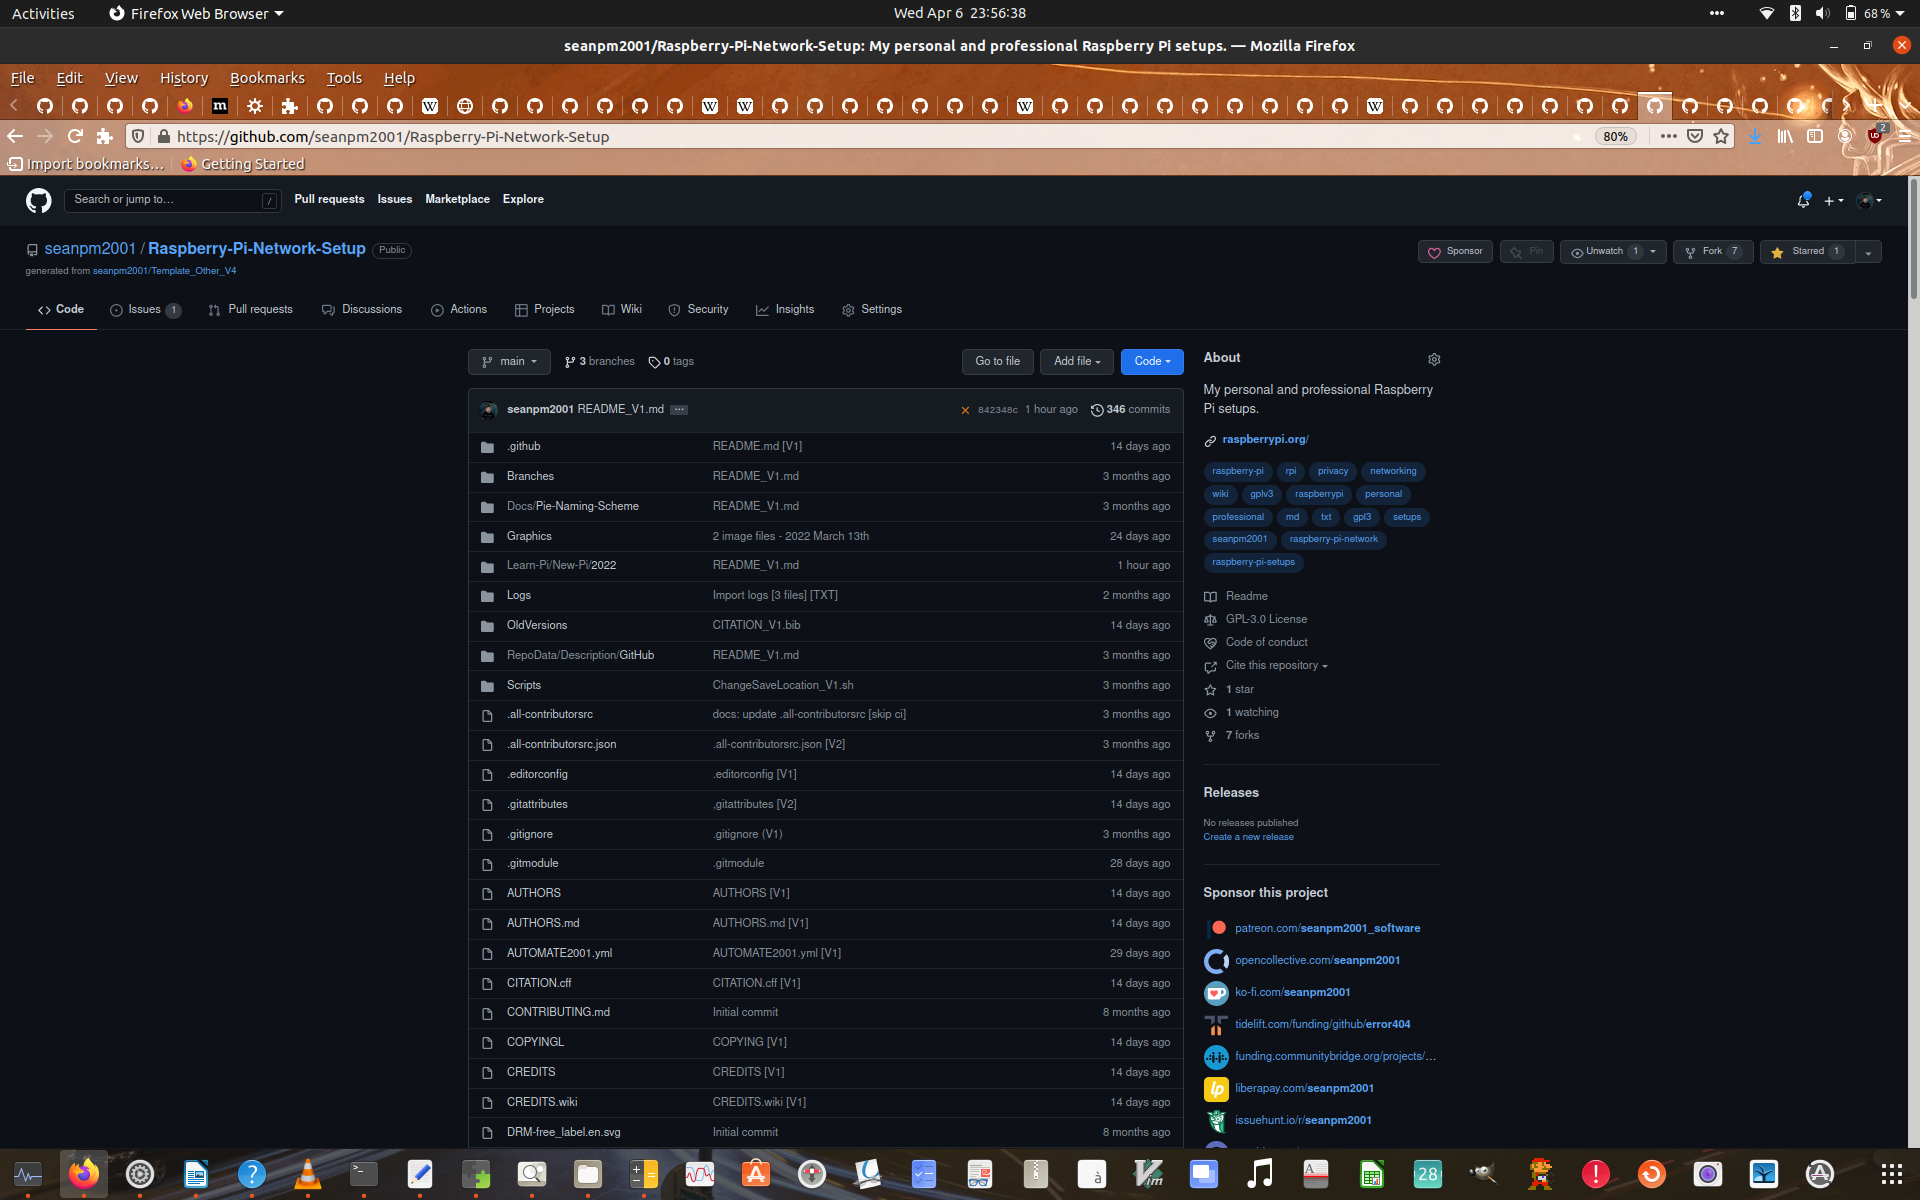 Activities Firefox Web Browser Wed Apr 6 23:56:38 68 %
seanpm2001/Raspberry-Pi-Network-Setup: My personal and professional Raspberry Pi setups. — Mozilla Firefox
File Edit View History Bookmarks Tools Help
https://github.com/seanpm2001/Raspberry-Pi-Network-Setup 80% 2
Import bookmarks… Getting Started
Search or jump to… / Pull requests Issues Marketplace Explore
seanpm2001 / Raspberry-Pi-Network-Setup Public Sponsor Pin Unwatch 1 Fork 7 Starred 1
generated from seanpm2001/Template_Other_V4
Code Issues 1 Pull requests Discussions Actions Projects Wiki Security Insights Settings
main 3 branches 0 tags Go to file Add file Code
seanpm2001 README_V1.md ... 842348c 1 hour ago 346 commits
.github README.md [V1] 14 days ago
Branches README_V1.md 3 months ago
Docs/Pie-Naming-Scheme README_V1.md 3 months ago
Graphics 2 image files - 2022 March 13th 24 days ago
Learn-Pi/New-Pi/2022 README_V1.md 1 hour ago
Logs Import logs [3 files] [TXT] 2 months ago
OldVersions CITATION_V1.bib 14 days ago
RepoData/Description/GitHub README_V1.md 3 months ago
Scripts ChangeSaveLocation_V1.sh 3 months ago
.all-contributorsrc docs: update .all-contributorsrc [skip ci] 3 months ago
.all-contributorsrc.json .all-contributorsrc.json [V2] 3 months ago
.editorconfig .editorconfig [V1] 14 days ago
.gitattributes ,gitattributes [V2] 14 days ago
.gitignore .gitignore (V1) 3 months ago
.gitmodule .gitmodule 28 days ago
AUTHORS AUTHORS [V1] 14 days ago
AUTHORS.md AUTHORS.md [V1] 14 days ago
AUTOMATE2001.yml AUTOMATE2001.yml [V1] 29 days ago
CITATION.cff CITATION.cff [V1] 14 days ago
CONTRIBUTING.md Initial commit 8 months ago
COPYINGL COPYING [V1] 14 days ago
CREDITS CREDITS [V1] 14 days ago
CREDITS.wiki CREDITS.wiki [V1] 14 days ago
DRM-free_label.en.svg Initial commit 8 months ago
About
My personal and professional Raspberry
Pi setups.
raspberrypi.org/
raspberry-pi rpi privacy networking
wiki gplv3 raspberrypi personal
professional md txt gpl3 setups
seanpm2001 raspberry-pi-network
raspberry-pi-setups
Readme
GPL-3.0 License
Code of conduct
Cite this repository
1 star
1 watching
7 forks
Releases
No releases published
Create a new release
Sponsor this project
patreon.com/seanpm2001_software
opencollective.com/seanpm2001
ko-fi.com/seanpm2001
tidelift.com/funding/github/error404
funding.communitybridge.org/projects/…
liberapay.com/seanpm2001
issuehunt.io/r/seanpm2001
28